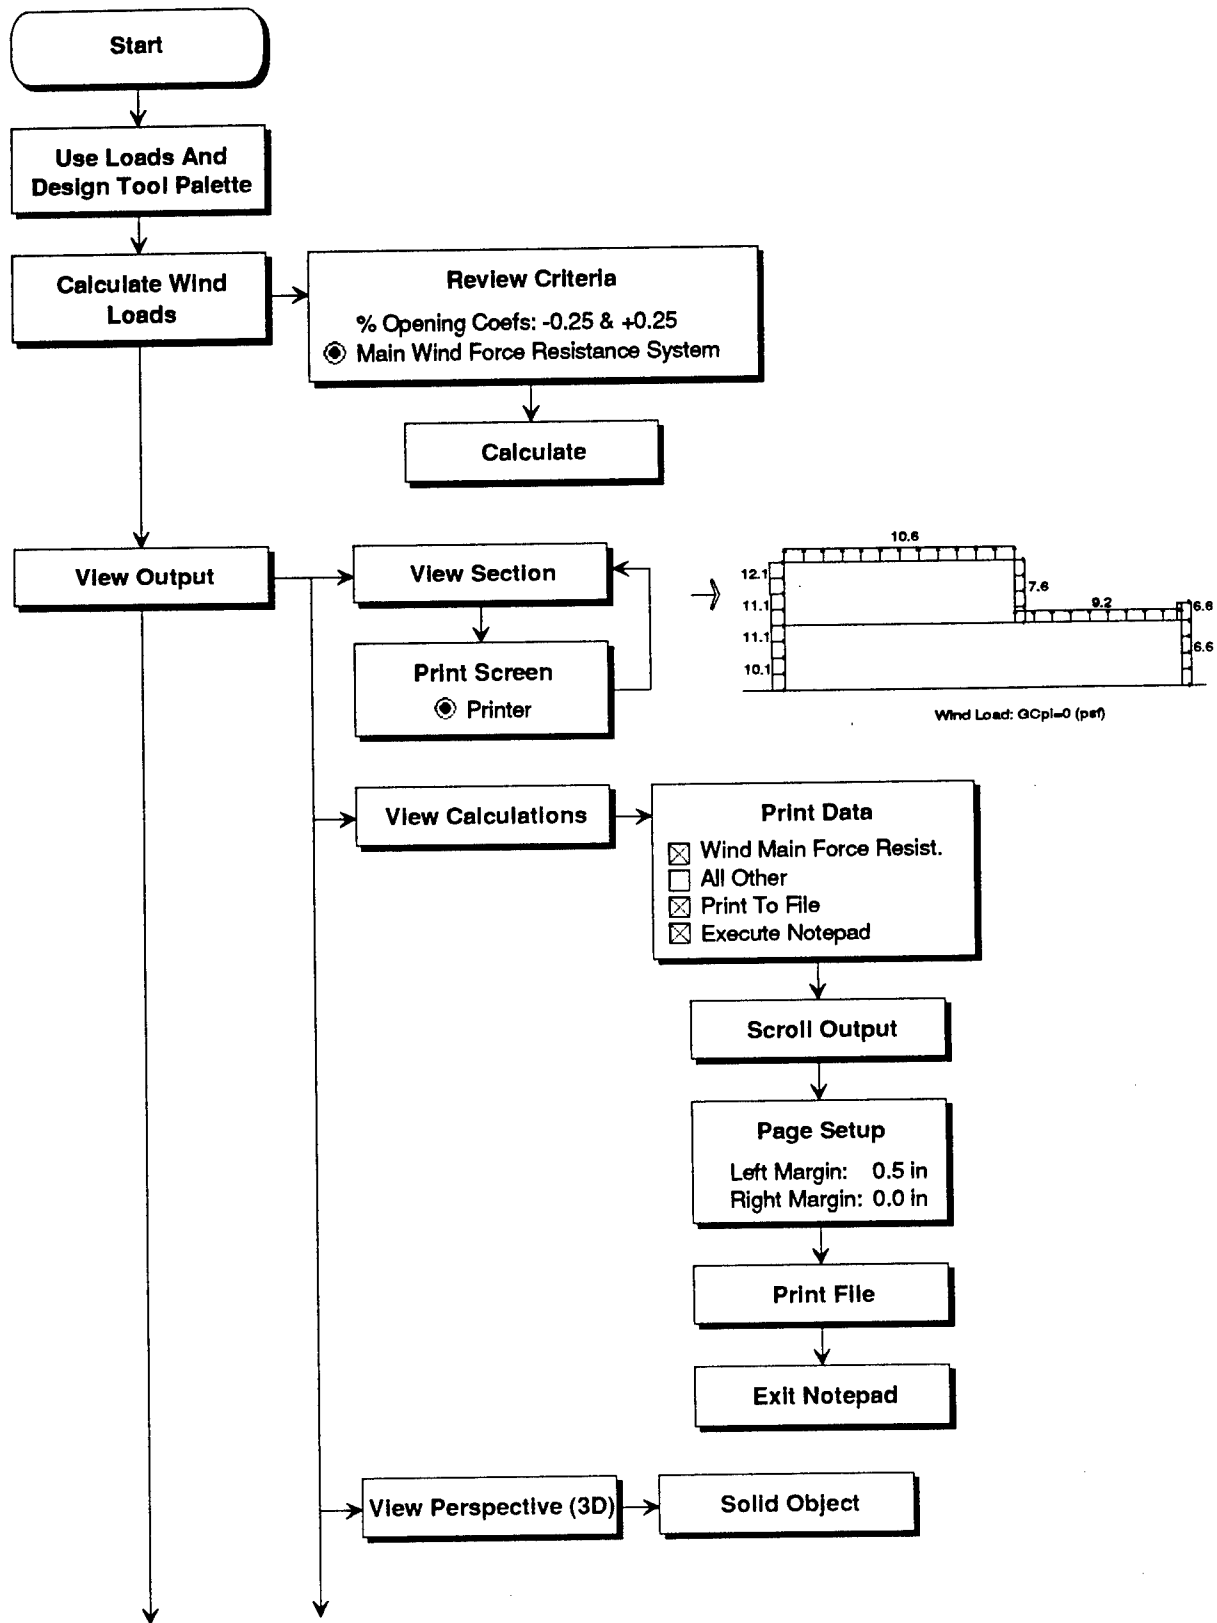 Start
Use Loads And
Design Tool Palette
Calculate Wind
Loads
Review Criteria
% Opening Coefs: -0.25 & +0.25
Main Wind Force Resistance System
Calculate
View Output
View Section
Print Screen
Printer
10.6
12.1
11.1
11.1
10.1
7.6
9.2
6.6
6.6
Wind Load: GCpi=0 (psf)
View Calculations
Print Data
Wind Main Force Resist.
All Other
Print To File
Execute Notepad
Scroll Output
Page Setup
Left Margin: 0.5 in
Right Margin: 0.0 in
Print File
Exit Notepad
View Perspective (3D)
Solid Object